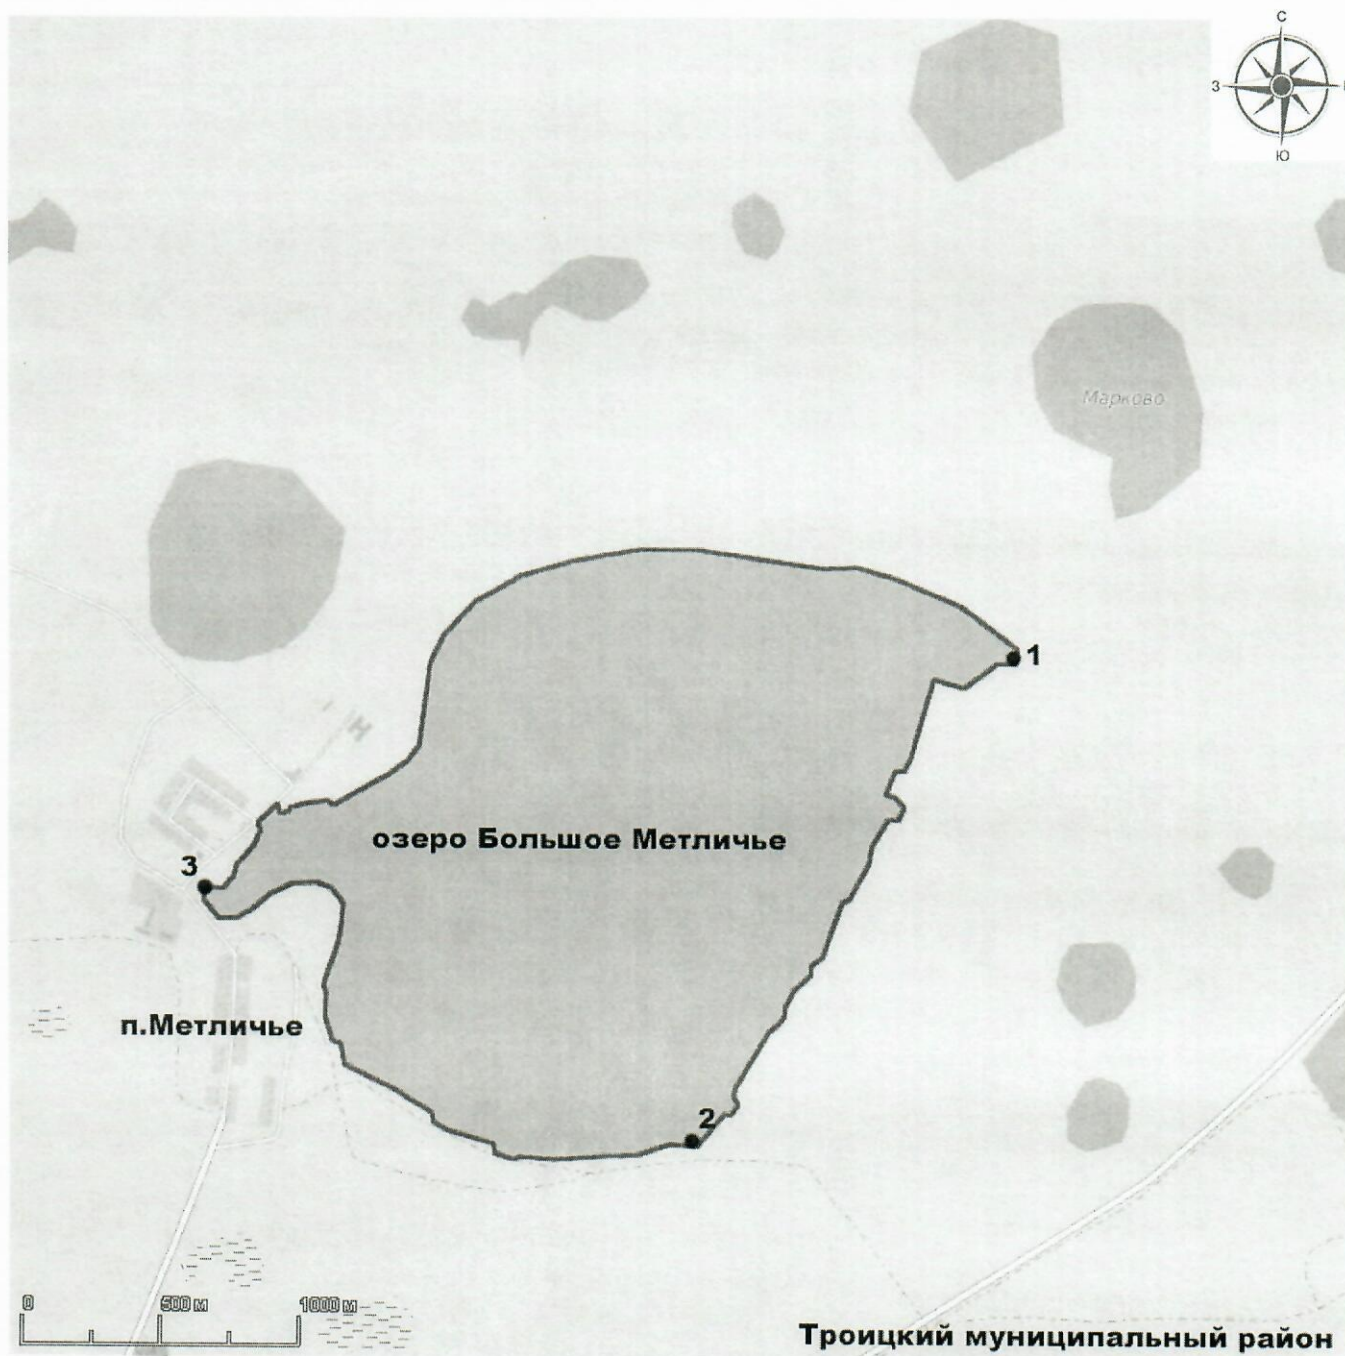 С
З
Ю
Марково
1
озеро Большое Метличье
3
п.Метличье
2
0 500 м 1000 м
Троицкий муниципальный район